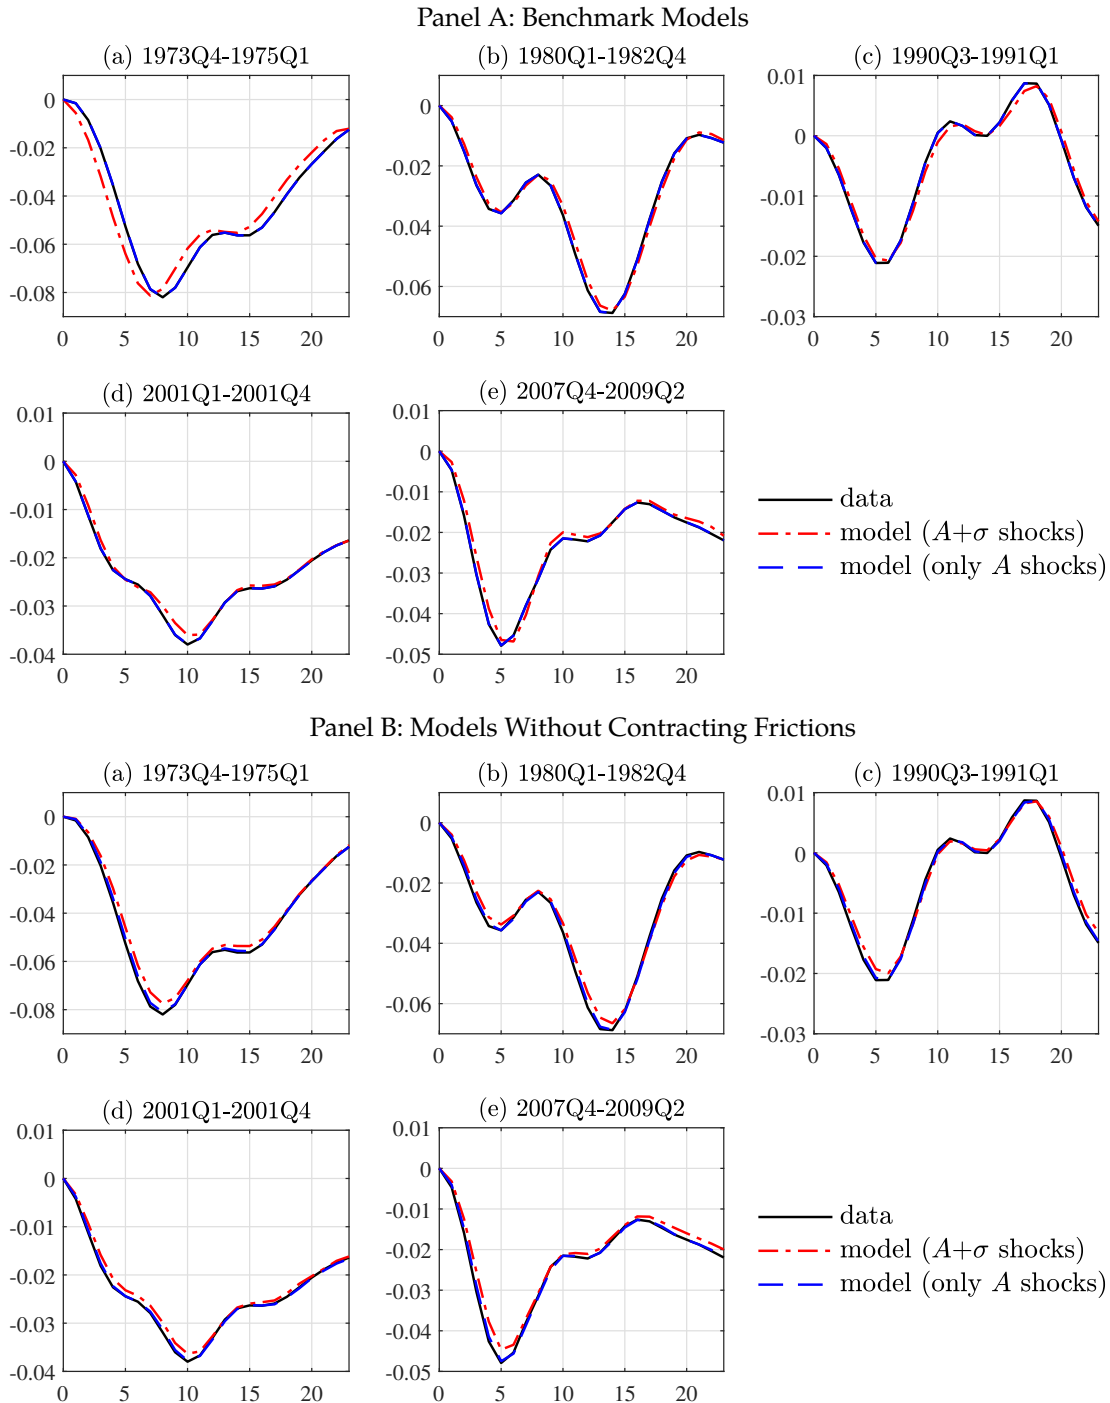 Panel A: Benchmark Models
(a) 1973Q4-1975Q1
(b) 1980Q1-1982Q4
(c) 1990Q3-1991Q1
0
-0.02
-0.04
-0.06
-0.08
0 5 10 15 20
0
-0.02
-0.04
-0.06
0 5 10 15 20
0.01
0
-0.01
-0.02
-0.03
0 5 10 15 20
(d) 2001Q1-2001Q4
(e) 2007Q4-2009Q2
0.01
0
-0.01
-0.02
-0.03
-0.04
0 5 10 15 20
0.01
0
-0.01
-0.02
-0.03
-0.04
-0.05
0 5 10 15 20
data
model (A+σ shocks)
model (only A shocks)
Panel B: Models Without Contracting Frictions
(a) 1973Q4-1975Q1
(b) 1980Q1-1982Q4
(c) 1990Q3-1991Q1
0
-0.02
-0.04
-0.06
-0.08
0 5 10 15 20
0
-0.02
-0.04
-0.06
0 5 10 15 20
0.01
0
-0.01
-0.02
-0.03
0 5 10 15 20
(d) 2001Q1-2001Q4
(e) 2007Q4-2009Q2
0.01
0
-0.01
-0.02
-0.03
-0.04
0 5 10 15 20
0.01
0
-0.01
-0.02
-0.03
-0.04
-0.05
0 5 10 15 20
data
model (A+σ shocks)
model (only A shocks)